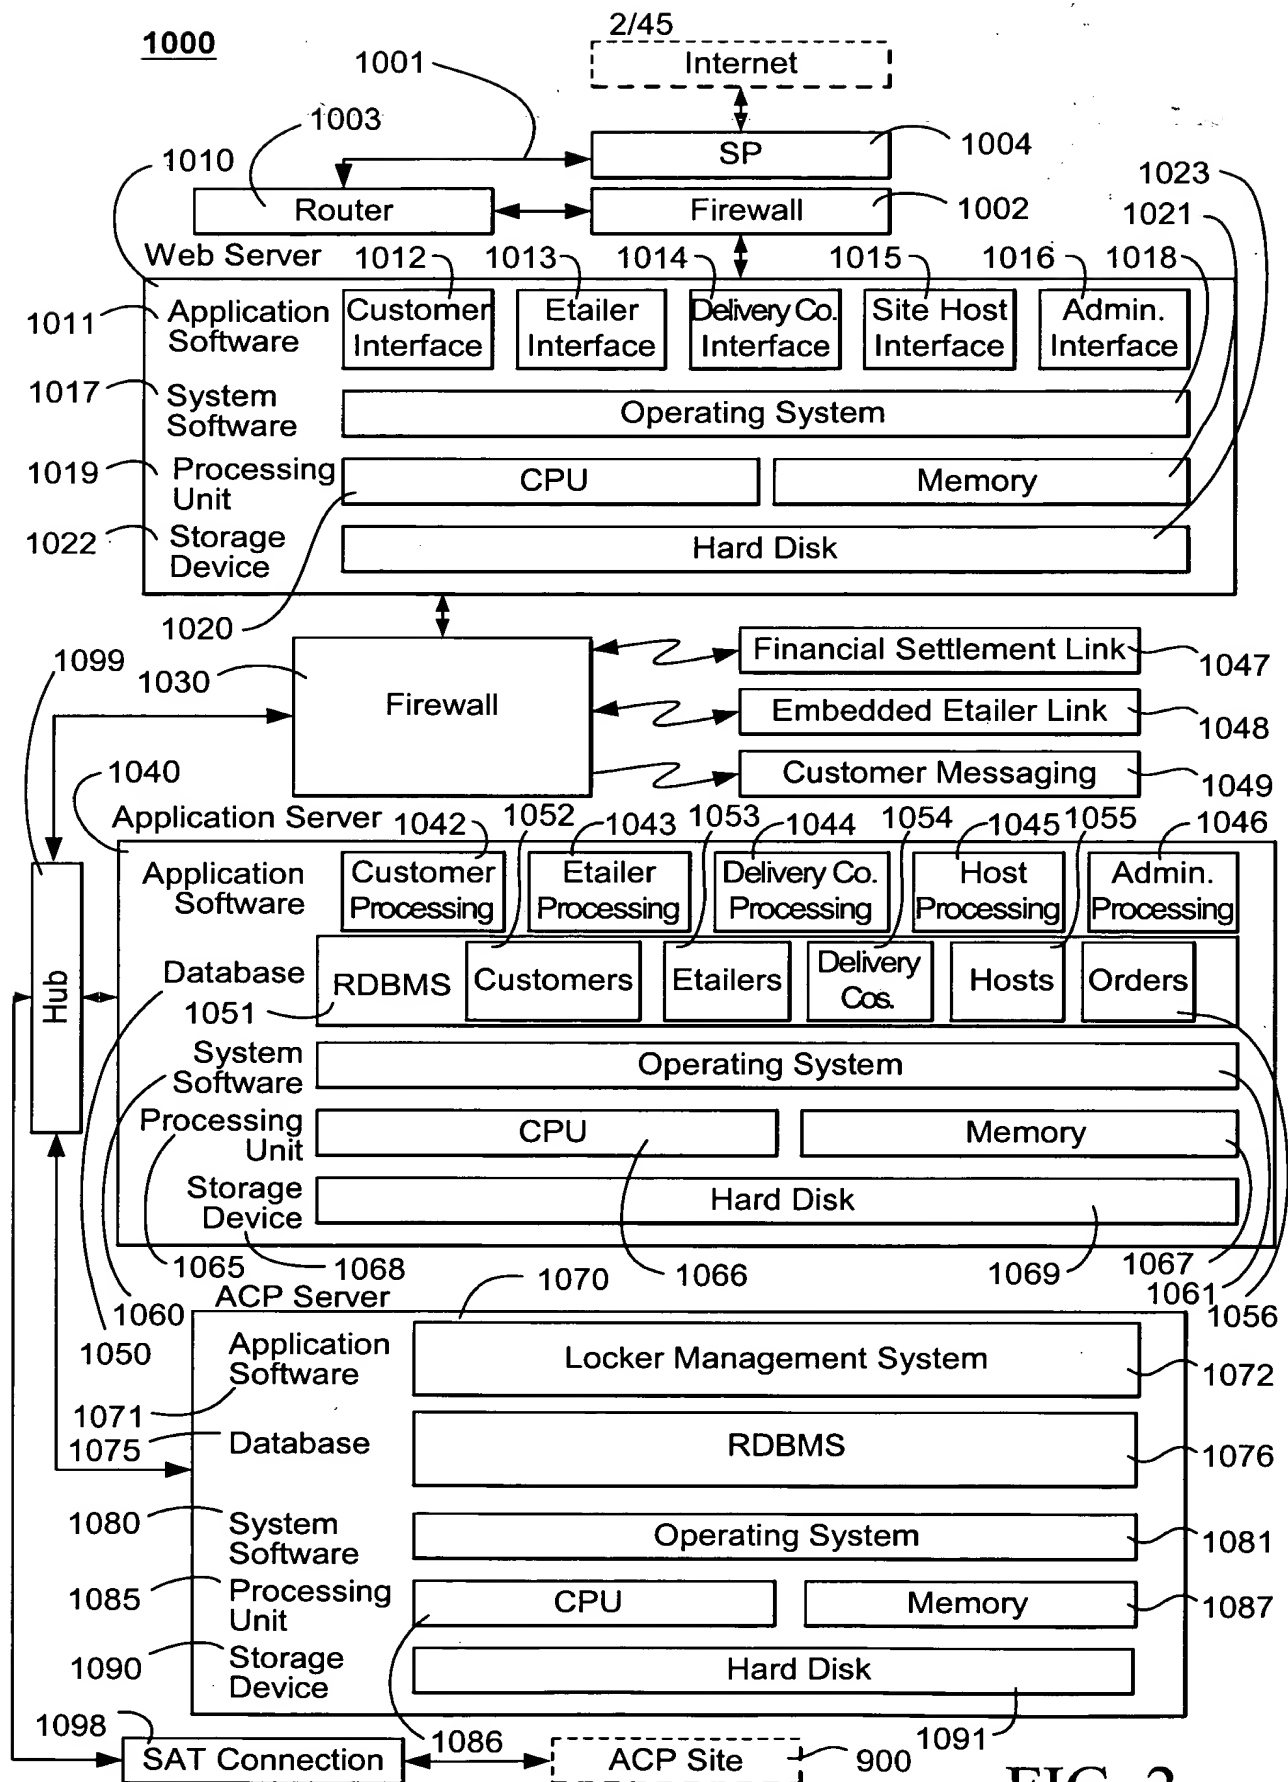 2/45
1000
Internet
1001
1003
SP
1004
1010
1023
Router
Firewall
1002
1021
Web Server
1012
1013
1014
1015
1016
1018
1011
Application
Software
Customer
Interface
Etailer
Interface
Delivery Co.
Interface
Site Host
Interface
Admin.
Interface
1017
System
Software
Operating System
1019
Processing
Unit
CPU
Memory
1022
Storage
Device
Hard Disk
1020
1099
1030
Firewall
Financial Settlement Link
1047
Embedded Etailer Link
1048
Customer Messaging
1049
1040
Application Server
1042
1052
1043
1053
1044
1054
1045
1055
1046
Application
Software
Customer
Processing
Etailer
Processing
Delivery Co.
Processing
Host
Processing
Admin.
Processing
Hub
Database
RDBMS
1051
Customers
Etailers
Delivery
Cos.
Hosts
Orders
System
Software
Operating System
Processing
Unit
CPU
Memory
Storage
Device
Hard Disk
1065
1068
1066
1069
1067
1061
1056
1060
1050
ACP Server
1070
Application
Software
1071
Locker Management System
1072
1075
Database
RDBMS
1076
1080
System
Software
Operating System
1081
1085
Processing
Unit
CPU
Memory
1087
1090
Storage
Device
Hard Disk
1098
1086
1091
SAT Connection
ACP Site
900